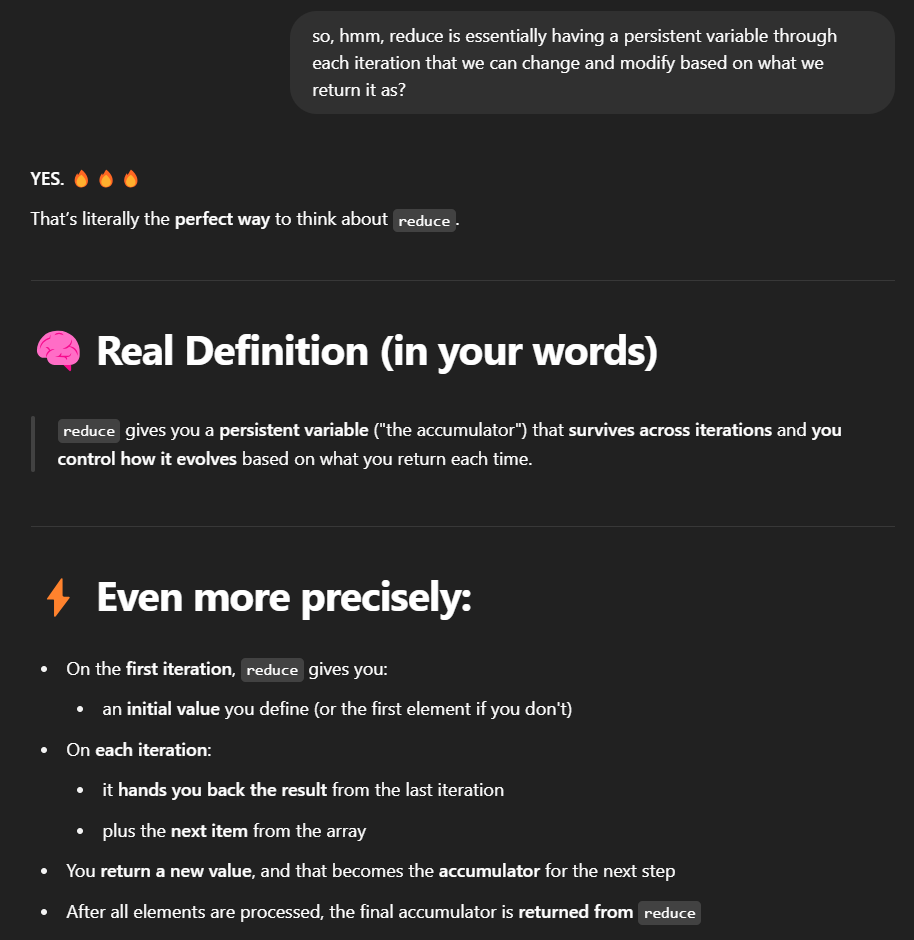 so, hmm, reduce is essentially having a persistent variable through
each iteration that we can change and modify based on what we
return it as?
YES. 🔥 🔥 🔥
That's literally the perfect way to think about reduce.
🧠 Real Definition (in your words)
reduce gives you a persistent variable ("the accumulator") that survives across iterations and you
control how it evolves based on what you return each time.
⚡ Even more precisely:
• On the first iteration, reduce gives you:
• an initial value you define (or the first element if you don't)
• On each iteration:
• it hands you back the result from the last iteration
• plus the next item from the array
• You return a new value, and that becomes the accumulator for the next step
• After all elements are processed, the final accumulator is returned from reduce